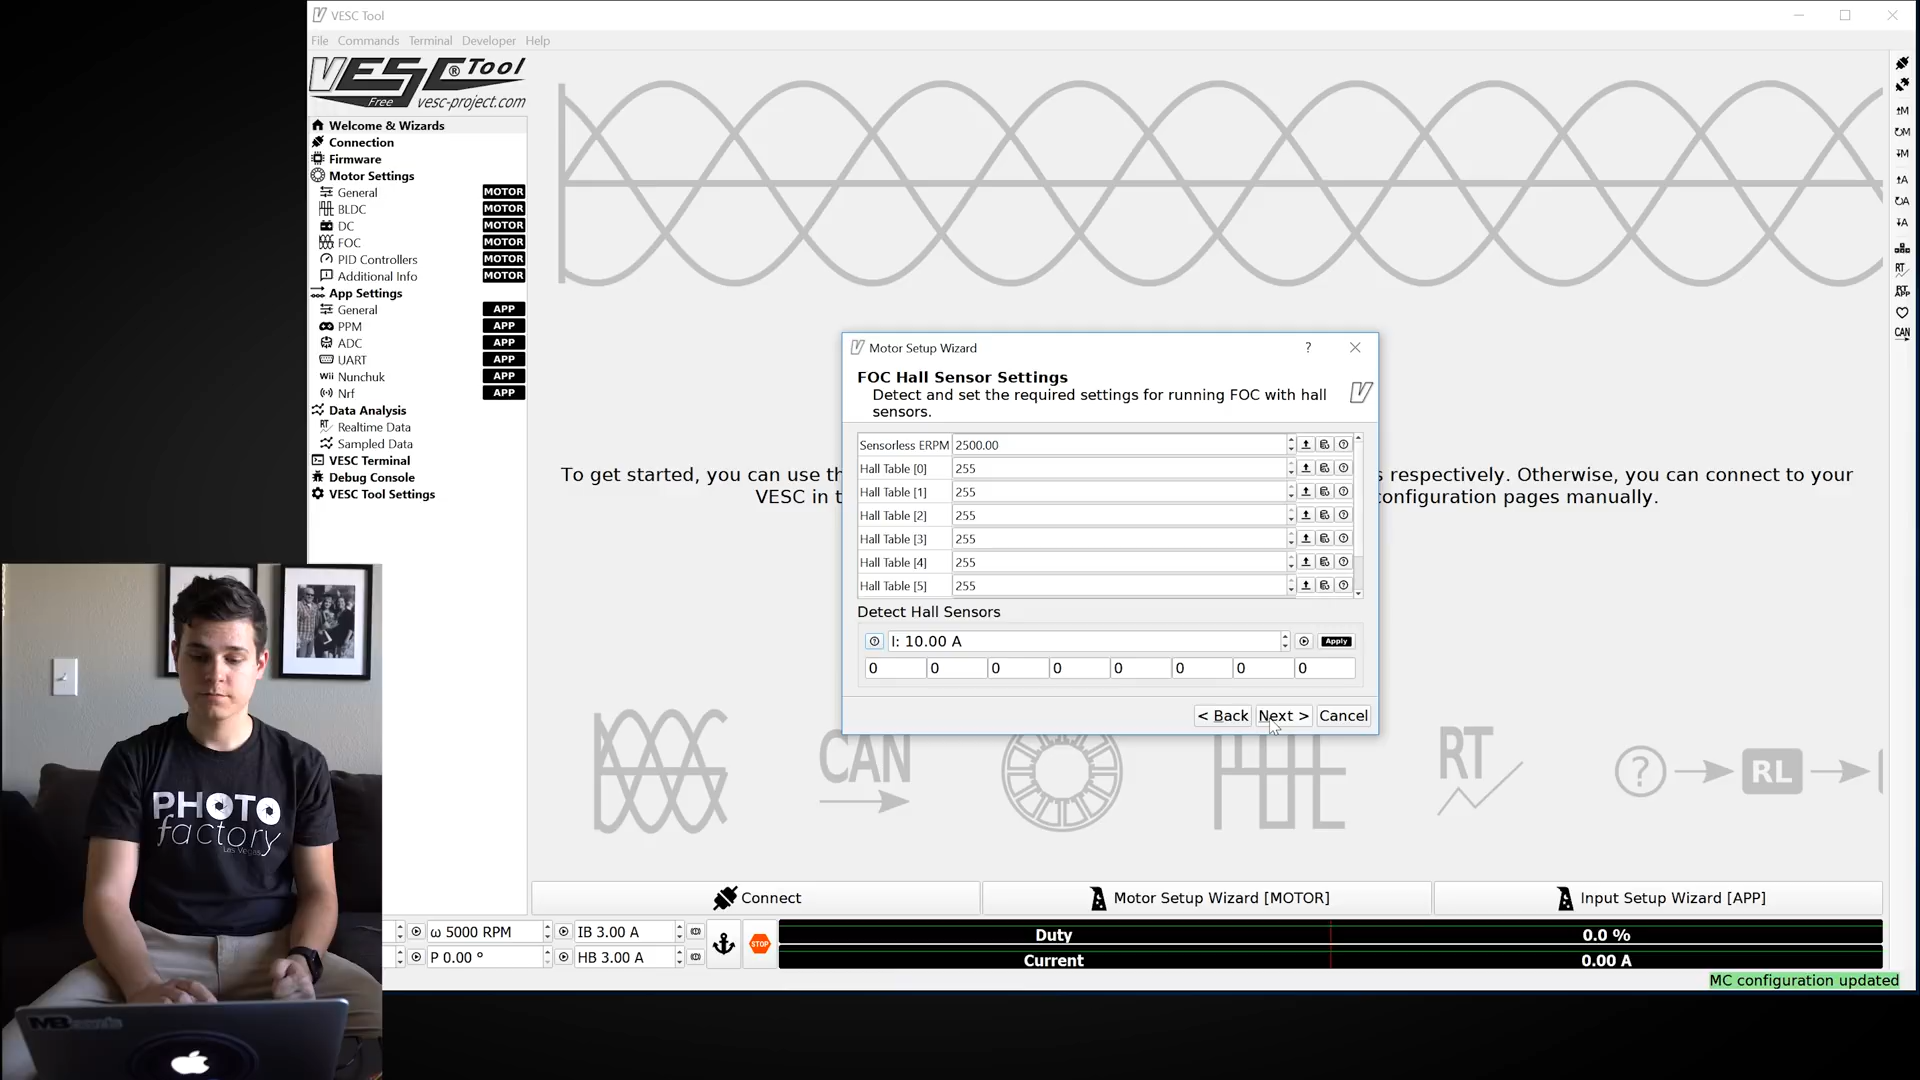 VESC Tool
File Commands Terminal Developer Help
VESC® Tool
Free vesc-project.com
Welcome & Wizards
Connection
Firmware
Motor Settings
General MOTOR
BLDC MOTOR
DC MOTOR
FOC MOTOR
PID Controllers MOTOR
Additional Info MOTOR
App Settings
General APP
PPM APP
ADC APP
UART APP
Wii Nunchuk APP
Nrf APP
Data Analysis
RT Realtime Data
Sampled Data
VESC Terminal
Debug Console
VESC Tool Settings
↑M
↻M
↓M
↑A
↻A
↓A
RT
RT
APP
CAN
To get started, you can use th
s respectively. Otherwise, you can connect to your
VESC in t
onfiguration pages manually.
Motor Setup Wizard ?
FOC Hall Sensor Settings
Detect and set the required settings for running FOC with hall
sensors.
Sensorless ERPM 2500.00
Hall Table [0] 255
Hall Table [1] 255
Hall Table [2] 255
Hall Table [3] 255
Hall Table [4] 255
Hall Table [5] 255
Detect Hall Sensors
I: 10.00 A Apply
0 0 0 0 0 0 0 0
< Back Next > Cancel
CAN RT ? RL
Connect Motor Setup Wizard [MOTOR] Input Setup Wizard [APP]
ω 5000 RPM IB 3.00 A
P 0.00 ° HB 3.00 A
STOP
Duty 0.0 %
Current 0.00 A
MC configuration updated
PHOTO
factory
Las Vegas